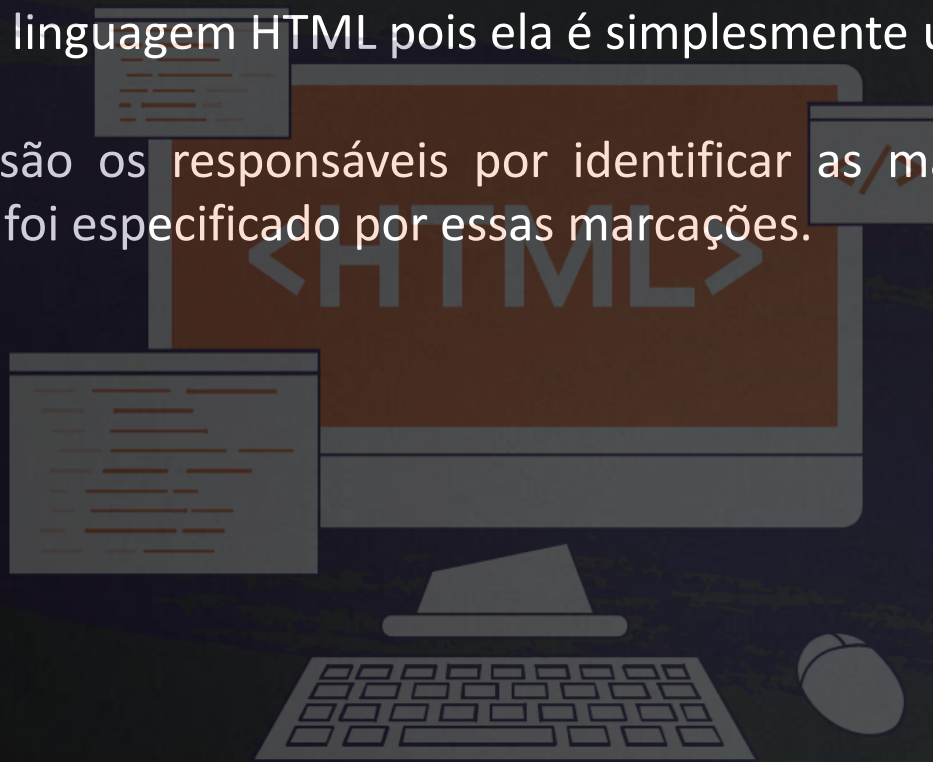 linguagem HTML pois ela é simplesmente
são os responsáveis por identificar as
foi especificado por essas marcações.
<HTML>
</>